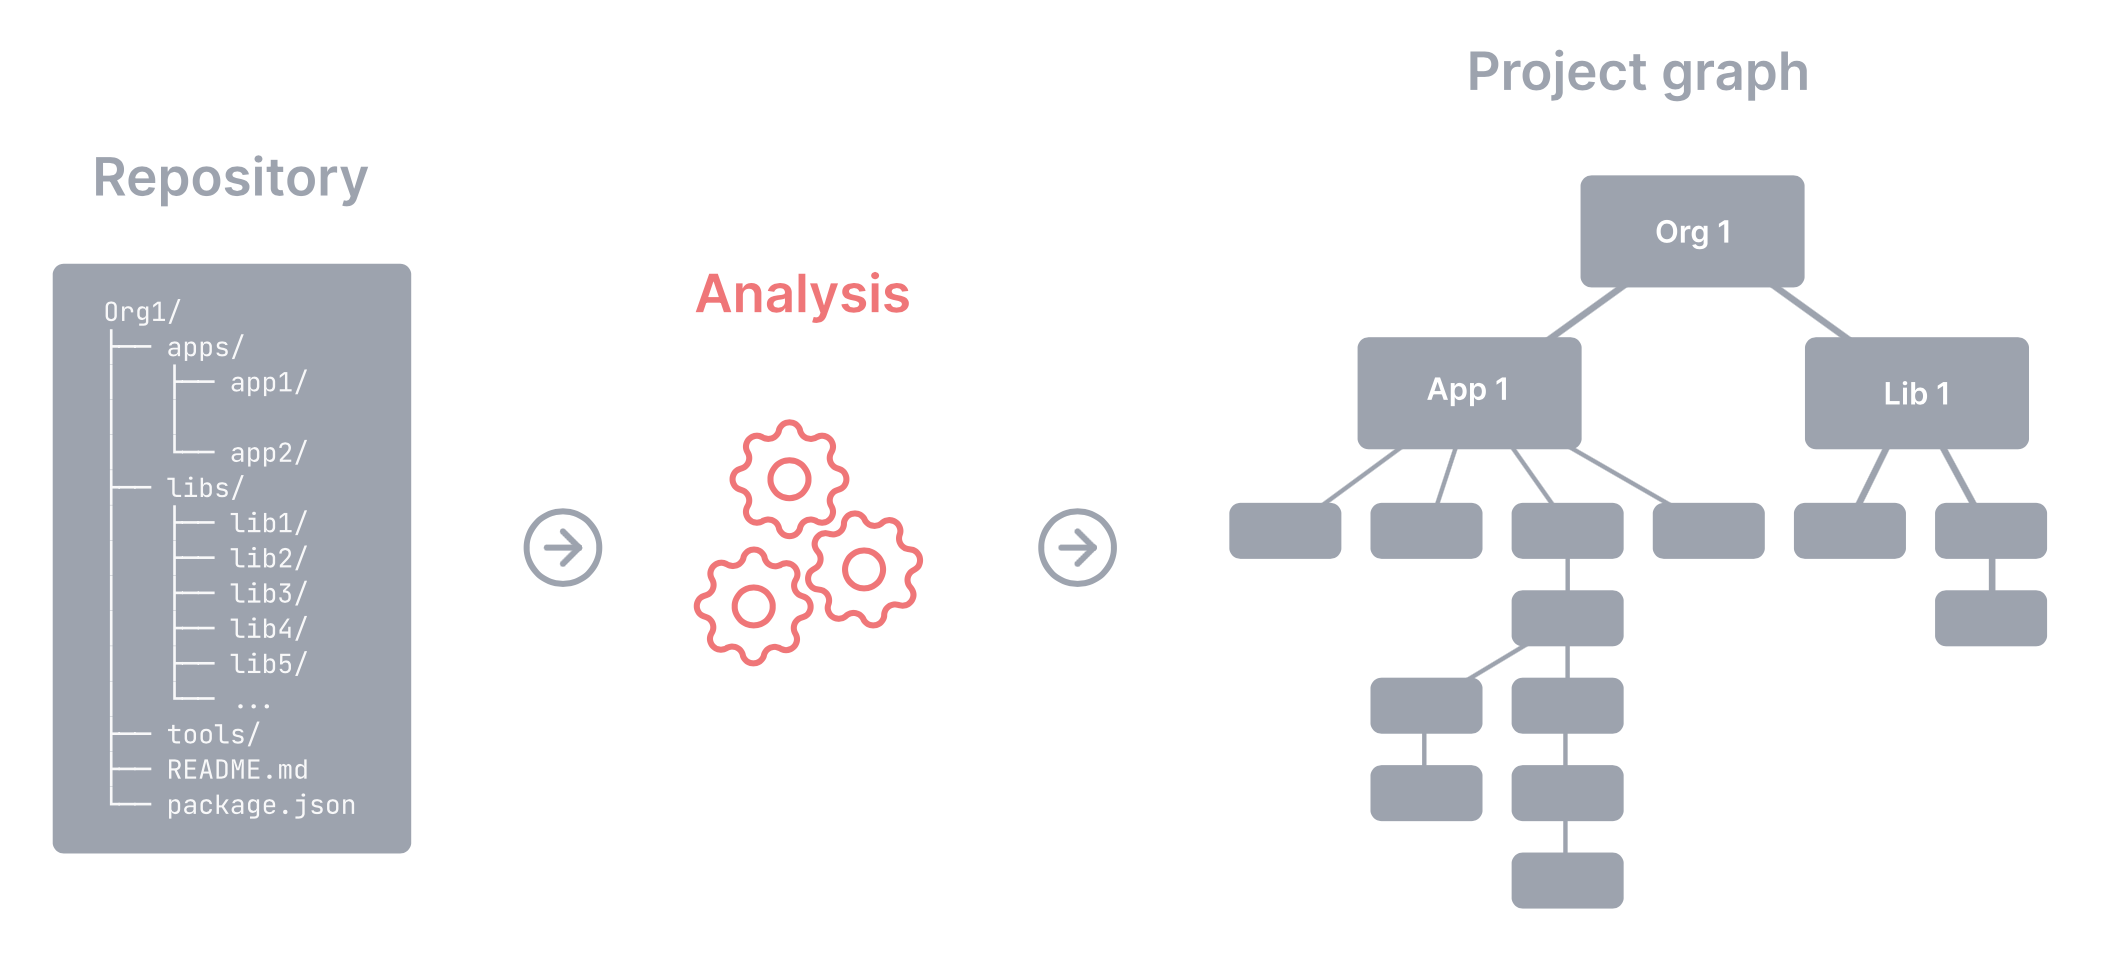 Repository
Org1/
apps/
app1/
app2/
libs/
lib1/
lib2/
lib3/
lib4/
lib5/
...
tools/
README.md
package.json
Analysis
Project graph
Org 1
App 1
Lib 1